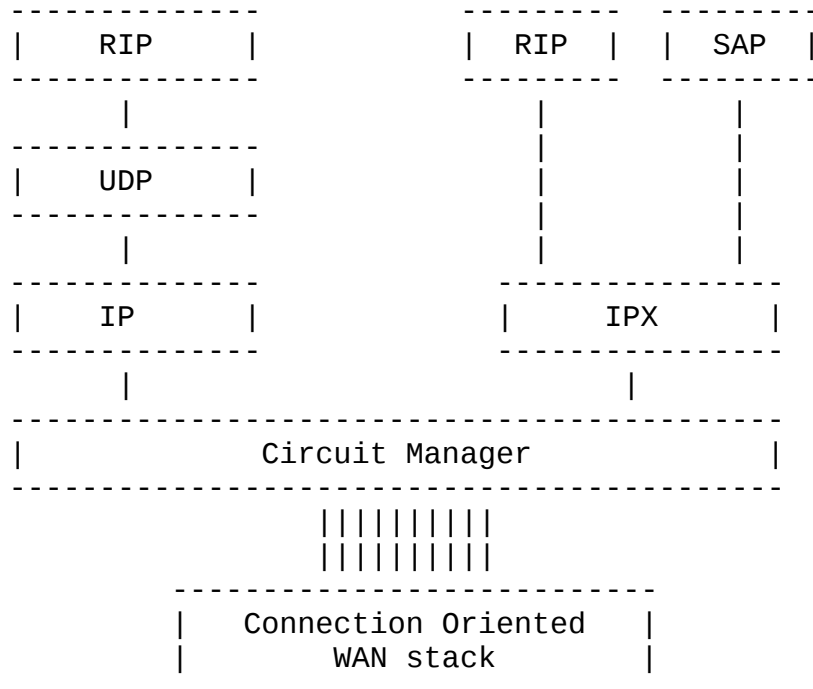 RIP RIP SAP
UDP
IP IPX
Circuit Manager
Connection Oriented
WAN stack